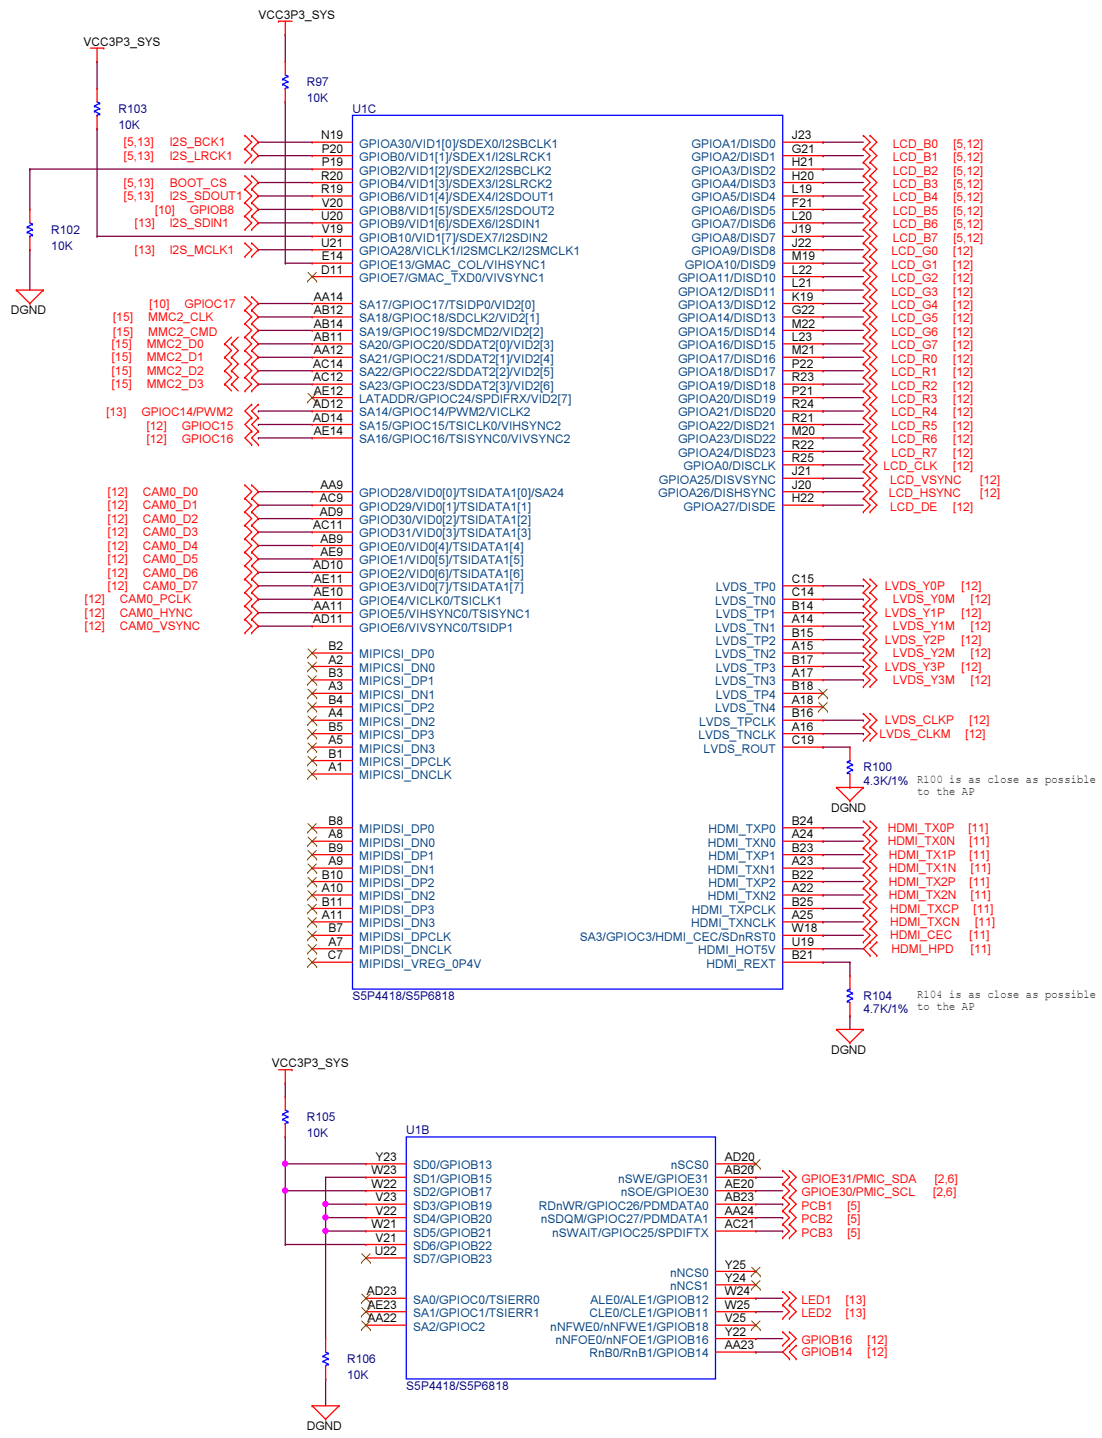 VCC3P3_SYS
VCC3P3_SYS
R97
10K
R103
10K
U1C
[5,13] I2S_BCK1 N19 GPIOA30/VID1[0]/SDEX0/I2SBCLK1
[5,13] I2S_LRCK1 P20 GPIOB0/VID1[1]/SDEX1/I2SLRCK1
P19 GPIOB2/VID1[2]/SDEX2/I2SBCLK2
[5,13] BOOT_CS R20 GPIOB4/VID1[3]/SDEX3/I2SLRCK2
[5,13] I2S_SDOUT1 R19 GPIOB6/VID1[4]/SDEX4/I2SDOUT1
[10] GPIOB8 V20 GPIOB8/VID1[5]/SDEX5/I2SDOUT2
[13] I2S_SDIN1 U20 GPIOB9/VID1[6]/SDEX6/I2SDIN1
V19 GPIOB10/VID1[7]/SDEX7/I2SDIN2
[13] I2S_MCLK1 U21 GPIOA28/VICLK1/I2SMCLK2/I2SMCLK1
E14 GPIOE13/GMAC_COL/VIHSYNC1
D11 GPIOE7/GMAC_TXD0/VIVSYNC1
R102
10K
DGND
[10] GPIOC17 AA14 SA17/GPIOC17/TSIDP0/VID2[0]
[15] MMC2_CLK AB12 SA18/GPIOC18/SDCLK2/VID2[1]
[15] MMC2_CMD AB14 SA19/GPIOC19/SDCMD2/VID2[2]
[15] MMC2_D0 AB11 SA20/GPIOC20/SDDAT2[0]/VID2[3]
[15] MMC2_D1 AA12 SA21/GPIOC21/SDDAT2[1]/VID2[4]
[15] MMC2_D2 AC14 SA22/GPIOC22/SDDAT2[2]/VID2[5]
[15] MMC2_D3 AC12 SA23/GPIOC23/SDDAT2[3]/VID2[6]
AE12 LATADDR/GPIOC24/SPDIFRX/VID2[7]
[13] GPIOC14/PWM2 AD12 SA14/GPIOC14/PWM2/VICLK2
[12] GPIOC15 AD14 SA15/GPIOC15/TSICLK0/VIHSYNC2
[12] GPIOC16 AE14 SA16/GPIOC16/TSISYNC0/VIVSYNC2
[12] CAM0_D0 AA9 GPIOD28/VID0[0]/TSIDATA1[0]/SA24
[12] CAM0_D1 AC9 GPIOD29/VID0[1]/TSIDATA1[1]
[12] CAM0_D2 AD9 GPIOD30/VID0[2]/TSIDATA1[2]
[12] CAM0_D3 AC11 GPIOD31/VID0[3]/TSIDATA1[3]
[12] CAM0_D4 AB9 GPIOE0/VID0[4]/TSIDATA1[4]
[12] CAM0_D5 AE9 GPIOE1/VID0[5]/TSIDATA1[5]
[12] CAM0_D6 AD10 GPIOE2/VID0[6]/TSIDATA1[6]
[12] CAM0_D7 AE11 GPIOE3/VID0[7]/TSIDATA1[7]
[12] CAM0_PCLK AE10 GPIOE4/VICLK0/TSICLK1
[12] CAM0_HYNC AA11 GPIOE5/VIHSYNC0/TSISYNC1
[12] CAM0_VSYNC AD11 GPIOE6/VIVSYNC0/TSIDP1
B2 MIPICSI_DP0
A2 MIPICSI_DN0
B3 MIPICSI_DP1
A3 MIPICSI_DN1
B4 MIPICSI_DP2
A4 MIPICSI_DN2
B5 MIPICSI_DP3
A5 MIPICSI_DN3
B1 MIPICSI_DPCLK
A1 MIPICSI_DNCLK
B8 MIPIDSI_DP0
A8 MIPIDSI_DN0
B9 MIPIDSI_DP1
A9 MIPIDSI_DN1
B10 MIPIDSI_DP2
A10 MIPIDSI_DN2
B11 MIPIDSI_DP3
A11 MIPIDSI_DN3
B7 MIPIDSI_DPCLK
A7 MIPIDSI_DNCLK
C7 MIPIDSI_VREG_0P4V
GPIOA1/DISD0 J23 LCD_B0 [5,12]
GPIOA2/DISD1 G21 LCD_B1 [5,12]
GPIOA3/DISD2 H21 LCD_B2 [5,12]
GPIOA4/DISD3 H20 LCD_B3 [5,12]
GPIOA5/DISD4 L19 LCD_B4 [5,12]
GPIOA6/DISD5 F21 LCD_B5 [5,12]
GPIOA7/DISD6 L20 LCD_B6 [5,12]
GPIOA8/DISD7 J19 LCD_B7 [5,12]
GPIOA9/DISD8 J22 LCD_G0 [12]
GPIOA10/DISD9 M19 LCD_G1 [12]
GPIOA11/DISD10 L22 LCD_G2 [12]
GPIOA12/DISD11 L21 LCD_G3 [12]
GPIOA13/DISD12 K19 LCD_G4 [12]
GPIOA14/DISD13 G22 LCD_G5 [12]
GPIOA15/DISD14 M22 LCD_G6 [12]
GPIOA16/DISD15 L23 LCD_G7 [12]
GPIOA17/DISD16 M21 LCD_R0 [12]
GPIOA18/DISD17 P22 LCD_R1 [12]
GPIOA19/DISD18 R23 LCD_R2 [12]
GPIOA20/DISD19 P21 LCD_R3 [12]
GPIOA21/DISD20 R24 LCD_R4 [12]
GPIOA22/DISD21 R21 LCD_R5 [12]
GPIOA23/DISD22 M20 LCD_R6 [12]
GPIOA24/DISD23 R22 LCD_R7 [12]
GPIOA0/DISCLK R25 LCD_CLK [12]
GPIOA25/DISVSYNC J21 LCD_VSYNC [12]
GPIOA26/DISHSYNC J20 LCD_HSYNC [12]
GPIOA27/DISDE H22 LCD_DE [12]
LVDS_TP0 C15 LVDS_Y0P [12]
LVDS_TN0 C14 LVDS_Y0M [12]
LVDS_TP1 B14 LVDS_Y1P [12]
LVDS_TN1 A14 LVDS_Y1M [12]
LVDS_TP2 B15 LVDS_Y2P [12]
LVDS_TN2 A15 LVDS_Y2M [12]
LVDS_TP3 B17 LVDS_Y3P [12]
LVDS_TN3 A17 LVDS_Y3M [12]
LVDS_TP4 B18
LVDS_TN4 A18
LVDS_TPCLK B16 LVDS_CLKP [12]
LVDS_TNCLK A16 LVDS_CLKM [12]
LVDS_ROUT C19
R100
4.3K/1%
R100 is as close as possible
to the AP
DGND
HDMI_TXP0 B24 HDMI_TX0P [11]
HDMI_TXN0 A24 HDMI_TX0N [11]
HDMI_TXP1 B23 HDMI_TX1P [11]
HDMI_TXN1 A23 HDMI_TX1N [11]
HDMI_TXP2 B22 HDMI_TX2P [11]
HDMI_TXN2 A22 HDMI_TX2N [11]
HDMI_TXPCLK B25 HDMI_TXCP [11]
HDMI_TXNCLK A25 HDMI_TXCN [11]
SA3/GPIOC3/HDMI_CEC/SDnRST0 W18 HDMI_CEC [11]
HDMI_HOT5V U19 HDMI_HPD [11]
HDMI_REXT B21
S5P4418/S5P6818
R104
4.7K/1%
R104 is as close as possible
to the AP
DGND
VCC3P3_SYS
R105
10K
U1B
Y23 SD0/GPIOB13
W23 SD1/GPIOB15
W22 SD2/GPIOB17
V23 SD3/GPIOB19
V22 SD4/GPIOB20
W21 SD5/GPIOB21
V21 SD6/GPIOB22
U22 SD7/GPIOB23
AD23 SA0/GPIOC0/TSIERR0
AE23 SA1/GPIOC1/TSIERR1
AA22 SA2/GPIOC2
nSCS0 AD20
nSWE/GPIOE31 AB20 GPIOE31/PMIC_SDA [2,6]
nSOE/GPIOE30 AE20 GPIOE30/PMIC_SCL [2,6]
RDnWR/GPIOC26/PDMDATA0 AB23 PCB1 [5]
nSDQM/GPIOC27/PDMDATA1 AA24 PCB2 [5]
nSWAIT/GPIOC25/SPDIFTX AC21 PCB3 [5]
nNCS0 Y25
nNCS1 Y24
ALE0/ALE1/GPIOB12 W24 LED1 [13]
CLE0/CLE1/GPIOB11 W25 LED2 [13]
nNFWE0/nNFWE1/GPIOB18 V25
nNFOE0/nNFOE1/GPIOB16 Y22 GPIOB16 [12]
RnB0/RnB1/GPIOB14 AA23 GPIOB14 [12]
R106
10K
S5P4418/S5P6818
DGND